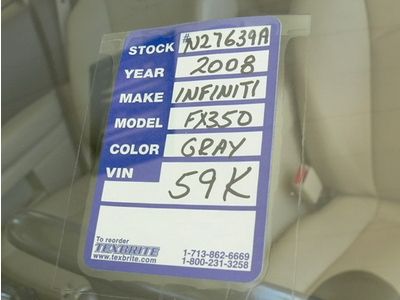 STOCK # N27639A
YEAR 2008
MAKE INFINITI
MODEL FX350
COLOR GRAY
VIN 59K
To reorder
TEXBRITE 1-713-862-6669
www.texbrite.com 1-800-231-3258